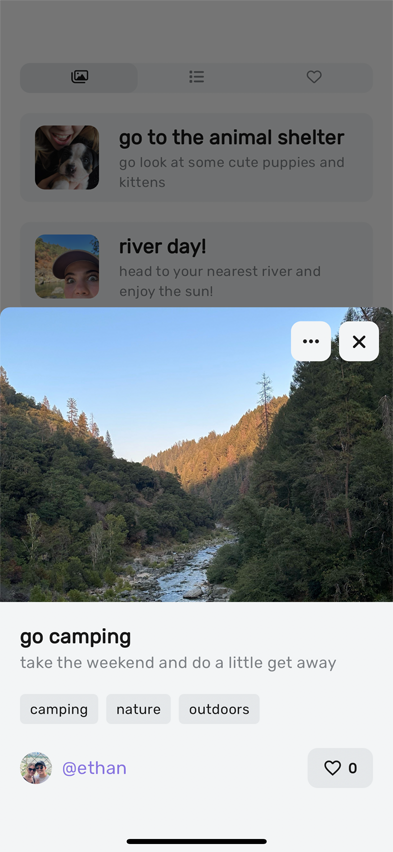 go to the animal shelter
go look at some cute puppies and
kittens
river day!
head to your nearest river and
enjoy the sun!
go camping
take the weekend and do a little get away
camping nature outdoors
@ethan
0